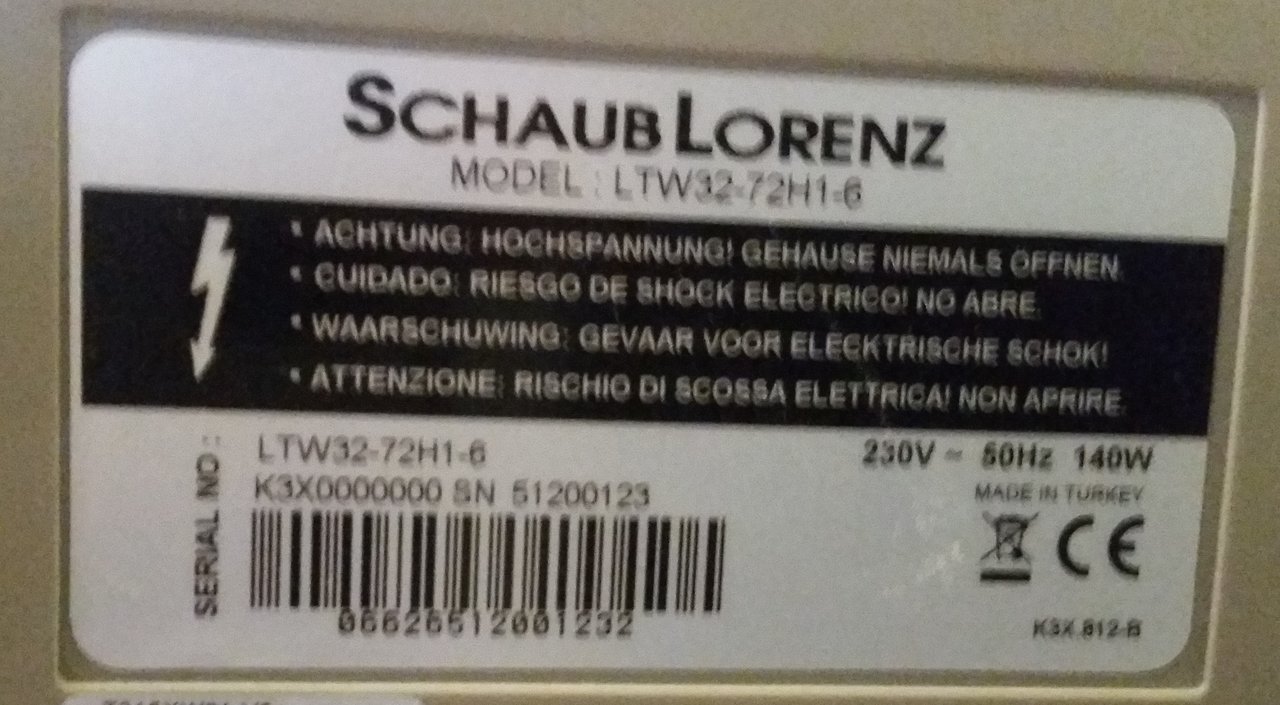 SCHAUB LORENZ
MODEL : LTW32-72H1-6
• ACHTUNG: HOCHSPANNUNG! GEHAUSE NIEMALS ÖFFNEN.
• CUIDADO: RIESGO DE SHOCK ELECTRICO! NO ABRE.
• WAARSCHUWING: GEVAAR VOOR ELECKTRISCHE SCHOK!
• ATTENZIONE: RISCHIO DI SCOSSA ELETTRICA! NON APRIRE.
SERIAL NO :
LTW32-72H1-6
K3X0000000 SN 51200123
230V ~ 50Hz 140W
MADE IN TURKEY
CE
K3X.812-B